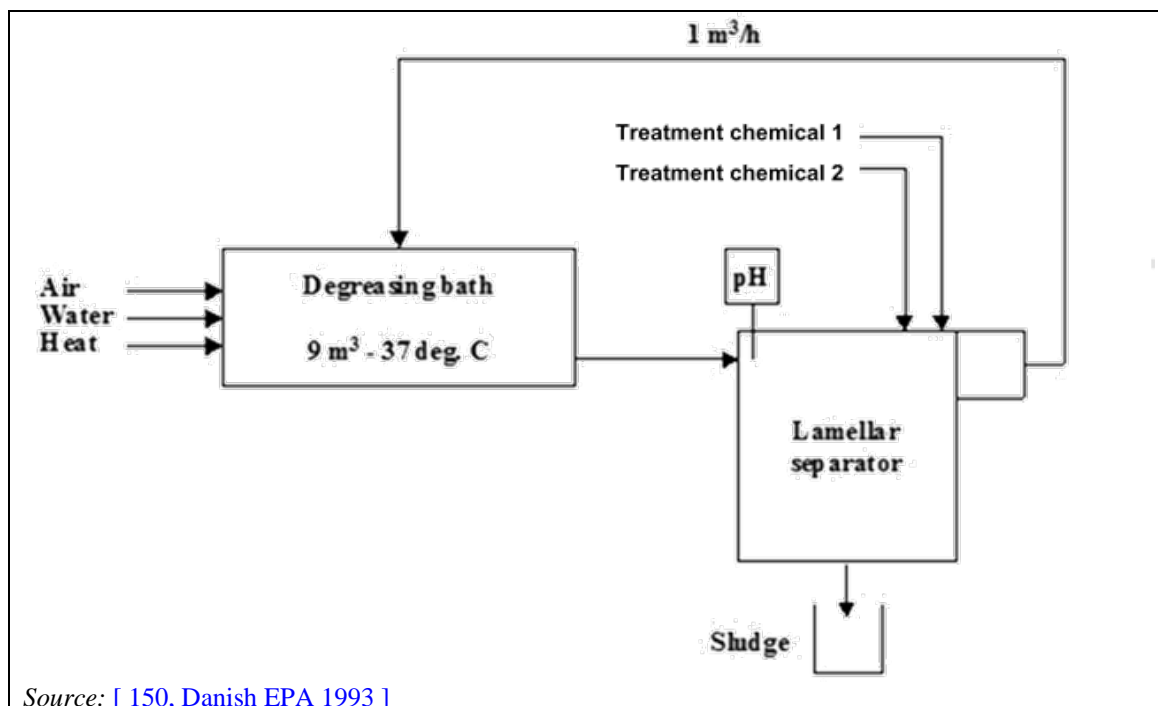 1 m³/h
Treatment chemical 1
Treatment chemical 2
pH
Air
Water
Heat
Degreasing bath
9 m³ - 37 deg. C
Lamellar
separator
Sludge
Source: [ 150, Danish EPA 1993 ]